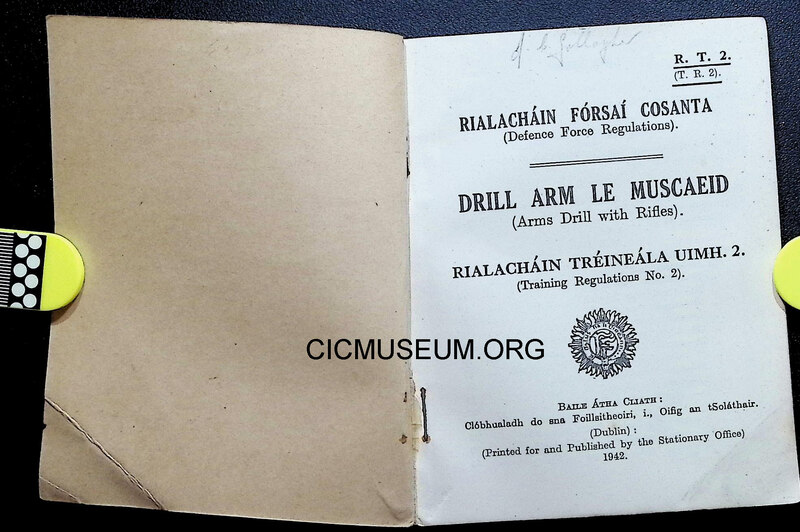 Gallagher
R. T. 2.
(T. R. 2).
RIALACHÁIN FÓRSAÍ COSANTA
(Defence Force Regulations).
DRILL ARM LE MUSCAEID
(Arms Drill with Rifles).
RIALACHÁIN TRÉINEÁLA UIMH. 2.
(Training Regulations No. 2).
CICMUSEUM.ORG
BAILE ÁTHA CLIATH :
Clóbhualadh do sna Foillsitheoirí, i., Oifig an tSoláthair.
(Dublin) :
(Printed for and Published by the Stationary Office)
1942.